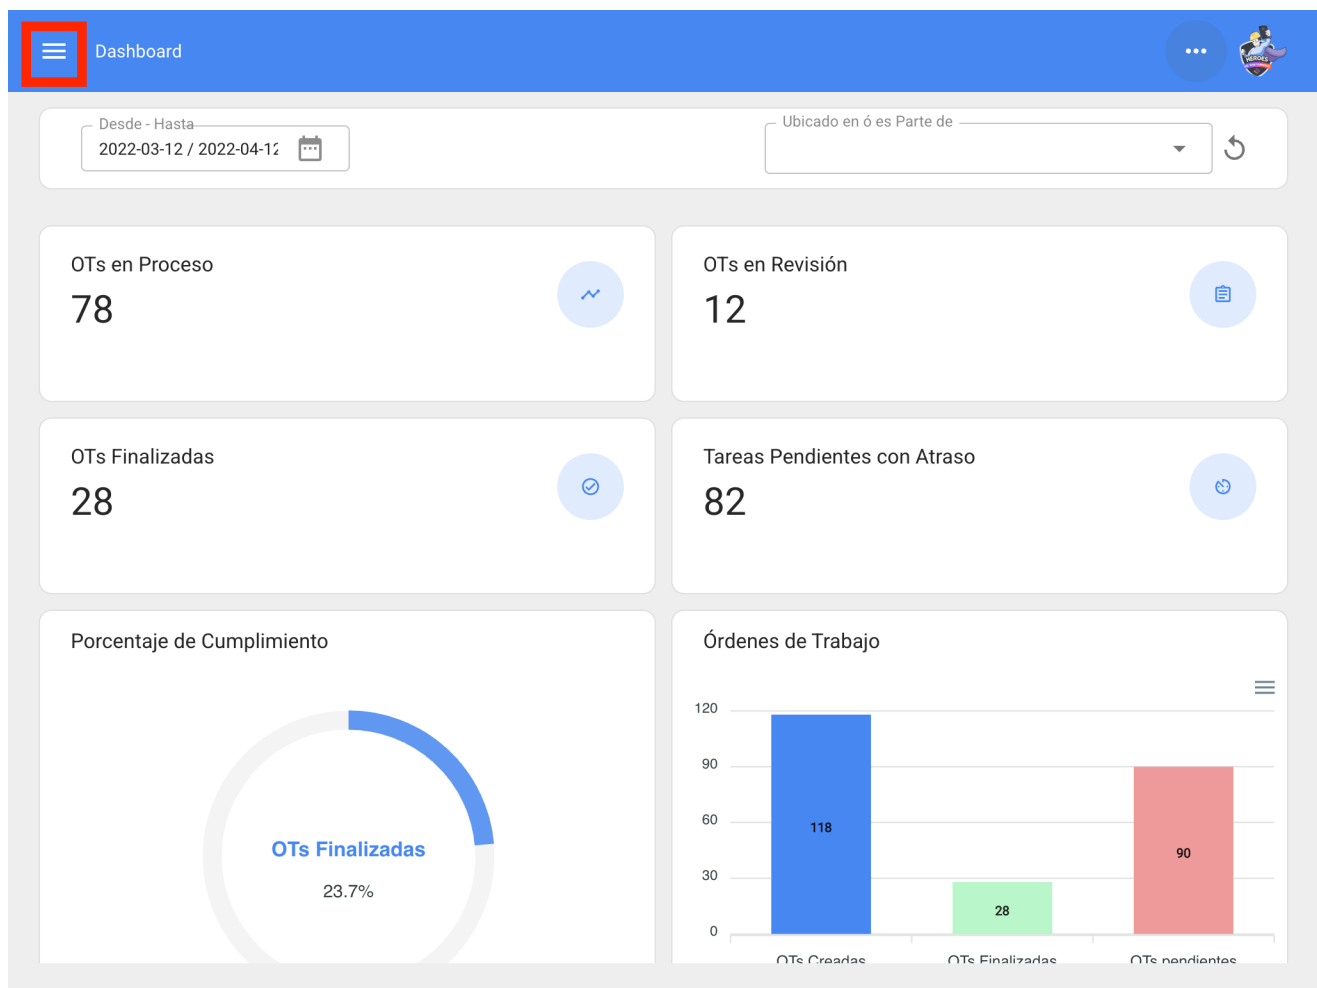 Dashboard
HEROES
Desde - Hasta
2022-03-12 / 2022-04-12
Ubicado en ó es Parte de
OTs en Proceso
78
OTs en Revisión
12
OTs Finalizadas
28
Tareas Pendientes con Atraso
82
Porcentaje de Cumplimiento
OTs Finalizadas
23.7%
Órdenes de Trabajo
120
90
60
30
0
118
28
90
OTs Creadas
OTs Finalizadas
OTs pendientes